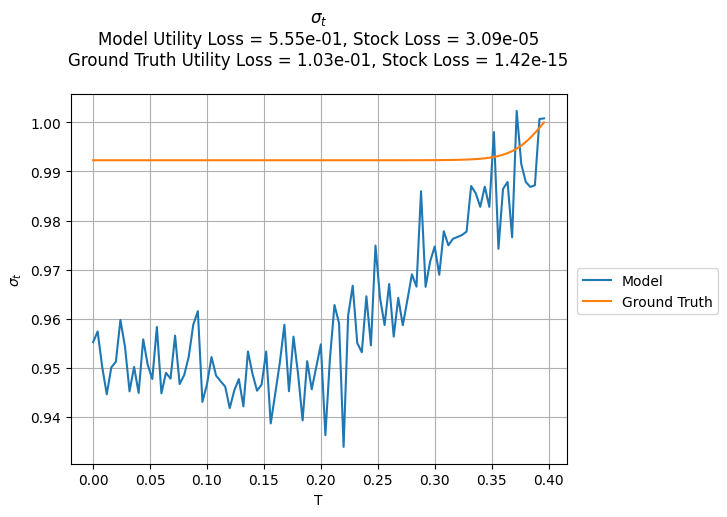 σt
Model Utility Loss = 5.55e-01, Stock Loss = 3.09e-05
Ground Truth Utility Loss = 1.03e-01, Stock Loss = 1.42e-15
1.00
0.99
0.98
0.97
0.96
0.95
0.94
σt
0.00 0.05 0.10 0.15 0.20 0.25 0.30 0.35 0.40
T
Model
Ground Truth